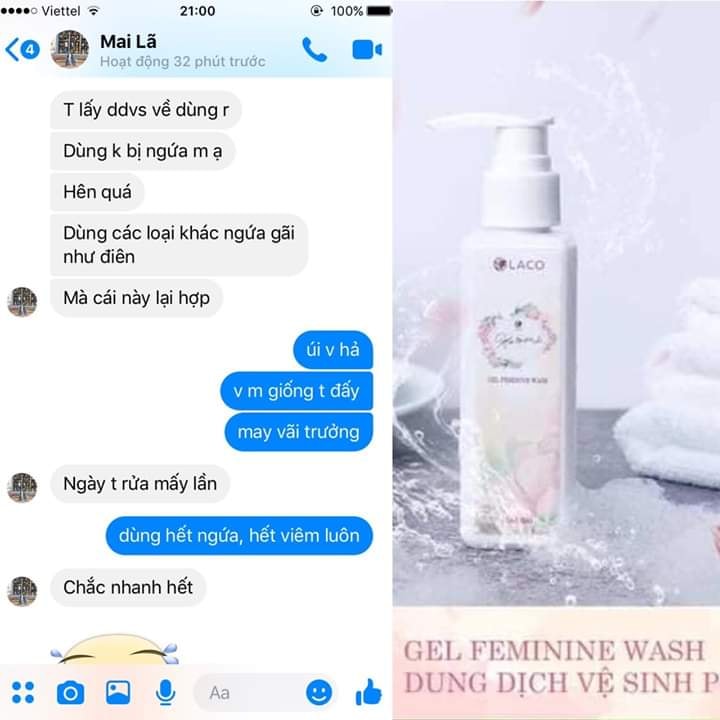 Viettel
21:00
100%
4
Mai Lã
Hoạt động 32 phút trước
T lấy ddvs về dùng r
Dùng k bị ngứa m ạ
Hên quá
Dùng các loại khác ngứa gãi
như điên
Mà cái này lại hợp
úi v hả
v m giống t đấy
may vãi trưởng
Ngày t rửa mấy lần
dùng hết ngứa, hết viêm luôn
Chắc nhanh hết
Aa
LACO
GEL FEMININE WASH
GEL FEMININE WASH
DUNG DỊCH VỆ SINH P